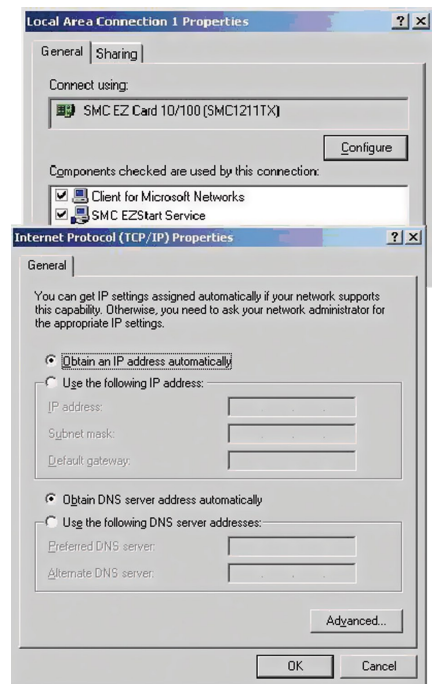 Local Area Connection 1 Properties
General
Sharing
Connect using:
SMC EZ Card 10/100 (SMC1211TX)
Configure
Components checked are used by this connection:
Client for Microsoft Networks
SMC EZStart Service
Internet Protocol (TCP/IP) Properties
General
You can get IP settings assigned automatically if your network supports
this capability. Otherwise, you need to ask your network administrator for
the appropriate IP settings.
Obtain an IP address automatically
Use the following IP address:
IP address:
Subnet mask:
Default gateway:
Obtain DNS server address automatically
Use the following DNS server addresses:
Preferred DNS server:
Alternate DNS server:
Advanced...
OK
Cancel